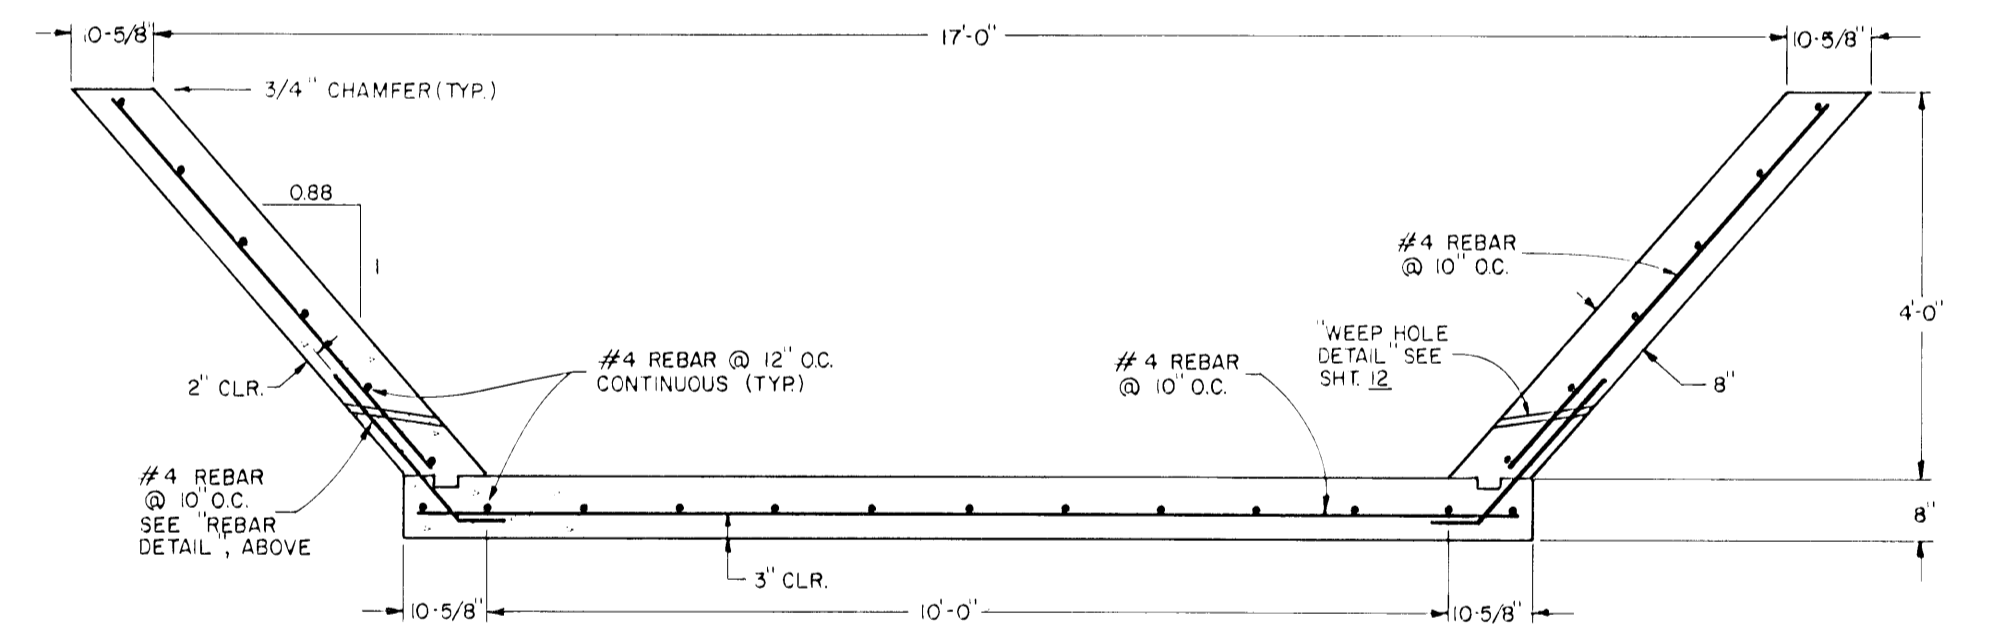 10-5/8"
17'-0"
10-5/8"
3/4" CHAMFER (TYP.)
0.88
1
#4 REBAR
@ 10" O.C.
4'-0"
"WEEP HOLE
DETAIL" SEE
SHT. 12
#4 REBAR @ 12" O.C.
CONTINUOUS (TYP.)
#4 REBAR
@ 10" O.C.
2" CLR.
8"
#4 REBAR
@ 10" O.C.
SEE "REBAR
DETAIL", ABOVE
8"
3" CLR.
10-5/8"
10'-0"
10-5/8"